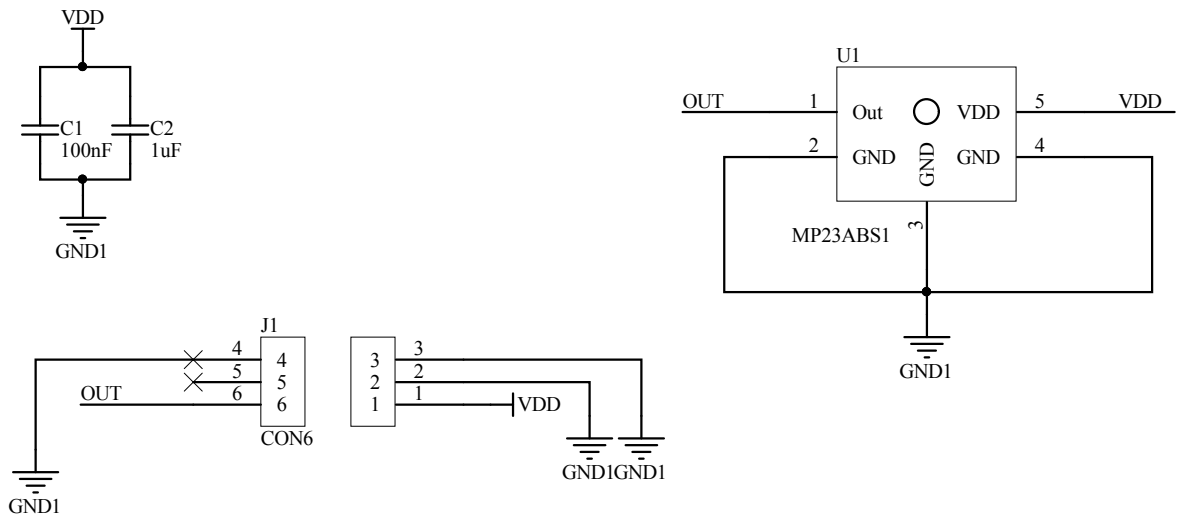 VDD
C1
100nF
C2
1uF
GND1
U1
OUT 1 Out VDD 5 VDD
2 GND GND GND 4
MP23ABS1 3
GND1
J1
4 4 3 3
5 5 2 2
OUT 6 6 1 1 VDD
CON6
GND1 GND1
GND1